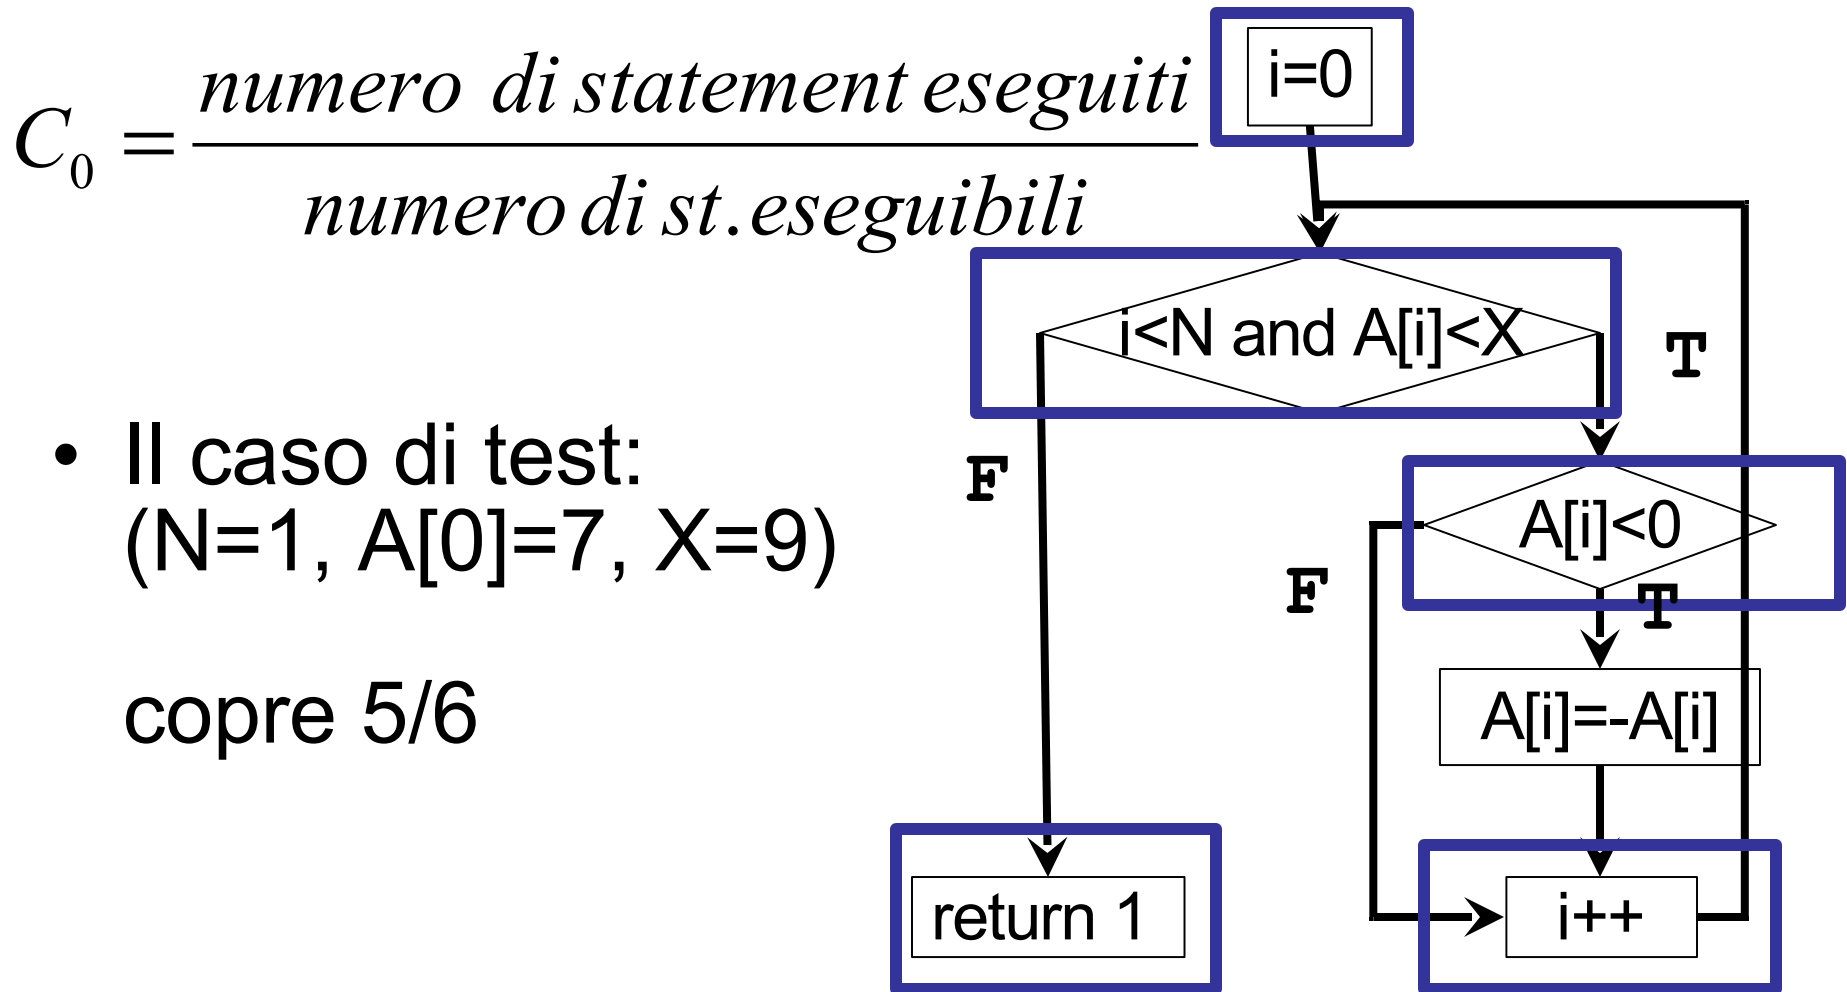 C₀ = numero di statement eseguiti
numero di st.eseguibili
• Il caso di test:
(N=1, A[0]=7, X=9)
copre 5/6
i=0
i<N and A[i]<X
T
F
A[i]<0
F
T
A[i]=-A[i]
return 1
i++